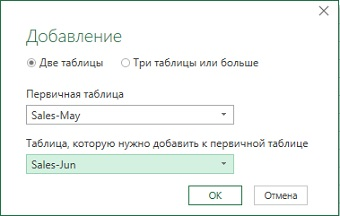 Добавление
Две таблицы Три таблицы или больше
Первичная таблица
Sales-May
Таблица, которую нужно добавить к первичной таблице
Sales-Jun
OK Отмена